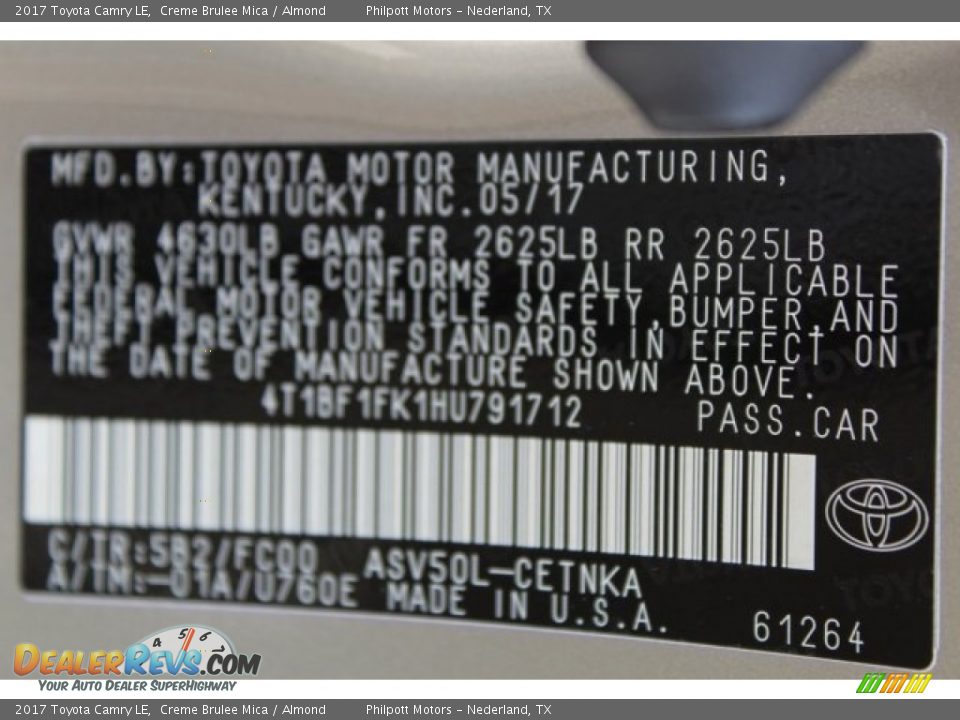 2017 Toyota Camry LE, Creme Brulee Mica / Almond Philpott Motors - Nederland, TX
MFD.BY:TOYOTA MOTOR MANUFACTURING,
KENTUCKY,INC.05/17
GVWR 4630LB GAWR FR 2625LB RR 2625LB
THIS VEHICLE CONFORMS TO ALL APPLICABLE
FEDERAL MOTOR VEHICLE SAFETY,BUMPER,AND
THEFT PREVENTION STANDARDS IN EFFECT ON
THE DATE OF MANUFACTURE SHOWN ABOVE.
4T1BF1FK1HU791712 PASS.CAR
C/TR:5B2/FC00 ASV50L-CETNKA
A/TM:-01A/U760E MADE IN U.S.A.
61264
4 5 6
DEALERREVS.COM
YOUR AUTO DEALER SUPERHIGHWAY
2017 Toyota Camry LE, Creme Brulee Mica / Almond Philpott Motors - Nederland, TX